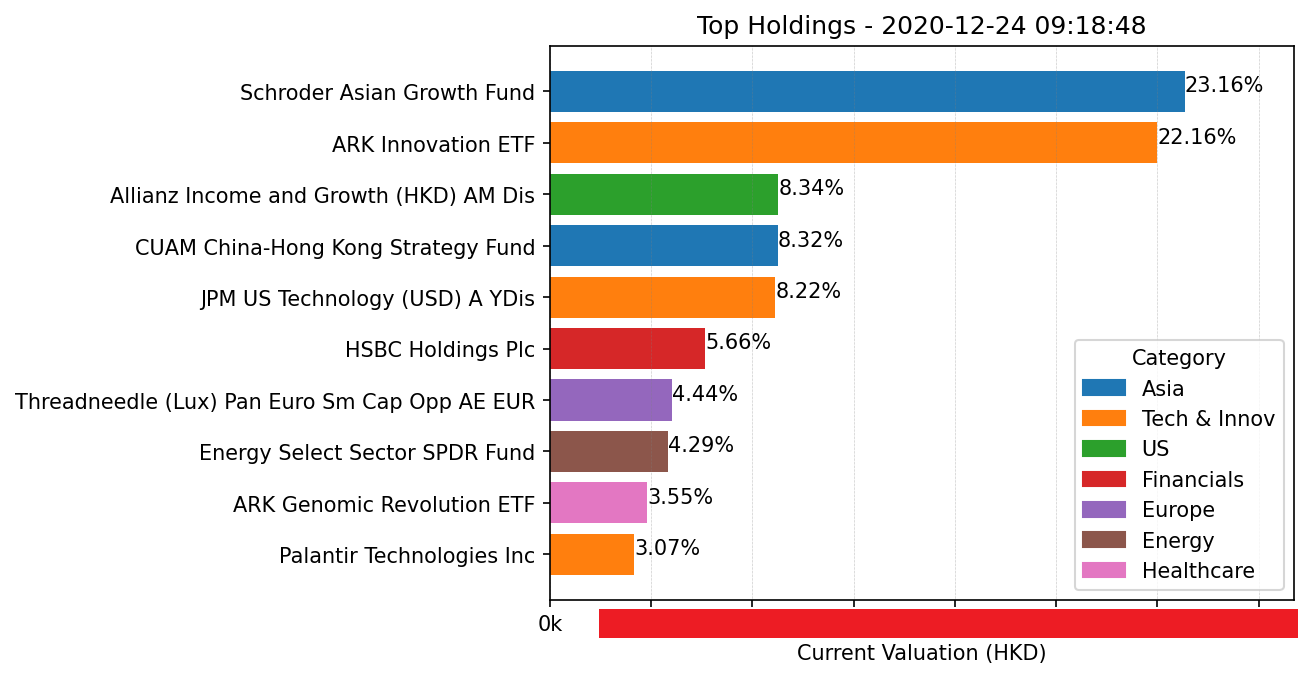 Top Holdings - 2020-12-24 09:18:48
Schroder Asian Growth Fund 23.16%
ARK Innovation ETF 22.16%
Allianz Income and Growth (HKD) AM Dis 8.34%
CUAM China-Hong Kong Strategy Fund 8.32%
JPM US Technology (USD) A YDis 8.22%
HSBC Holdings Plc 5.66%
Threadneedle (Lux) Pan Euro Sm Cap Opp AE EUR 4.44%
Energy Select Sector SPDR Fund 4.29%
ARK Genomic Revolution ETF 3.55%
Palantir Technologies Inc 3.07%
Category
Asia
Tech & Innov
US
Financials
Europe
Energy
Healthcare
0k
Current Valuation (HKD)